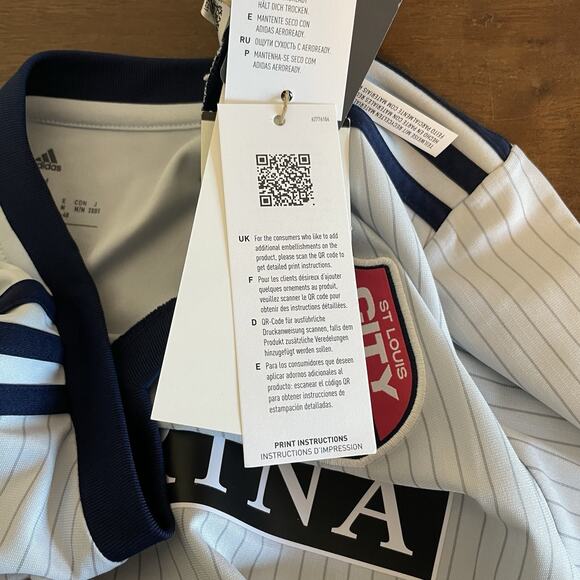 HÄLT DICH TROCKEN.
E MANTENTE SECO CON
ADIDAS AEROREADY.
RU ОЩУТИ СУХОСТЬ С AEROREADY.
P MANTENHA-SE SECO COM
ADIDAS AEROREADY.
67776184
UK For the consumers who like to add
additional embellishments on the
product, please scan the QR code to
get detailed print instructions.
F Pour les clients désireux d'ajouter
quelques ornements au produit,
veuillez scanner le QR code pour
obtenir des instructions détaillées.
D QR-Code für ausführliche
Druckanweisung scannen, falls dem
Produkt zusätzliche Veredelungen
hinzugefügt werden sollen.
E Para los consumidores que deseen
aplicar adornos adicionales al
producto: escanear el código QR
para obtener instrucciones de
estampación detalladas.
PRINT INSTRUCTIONS
INSTRUCTIONS D'IMPRESSION
adidas
ST LOUIS
CITY
INA